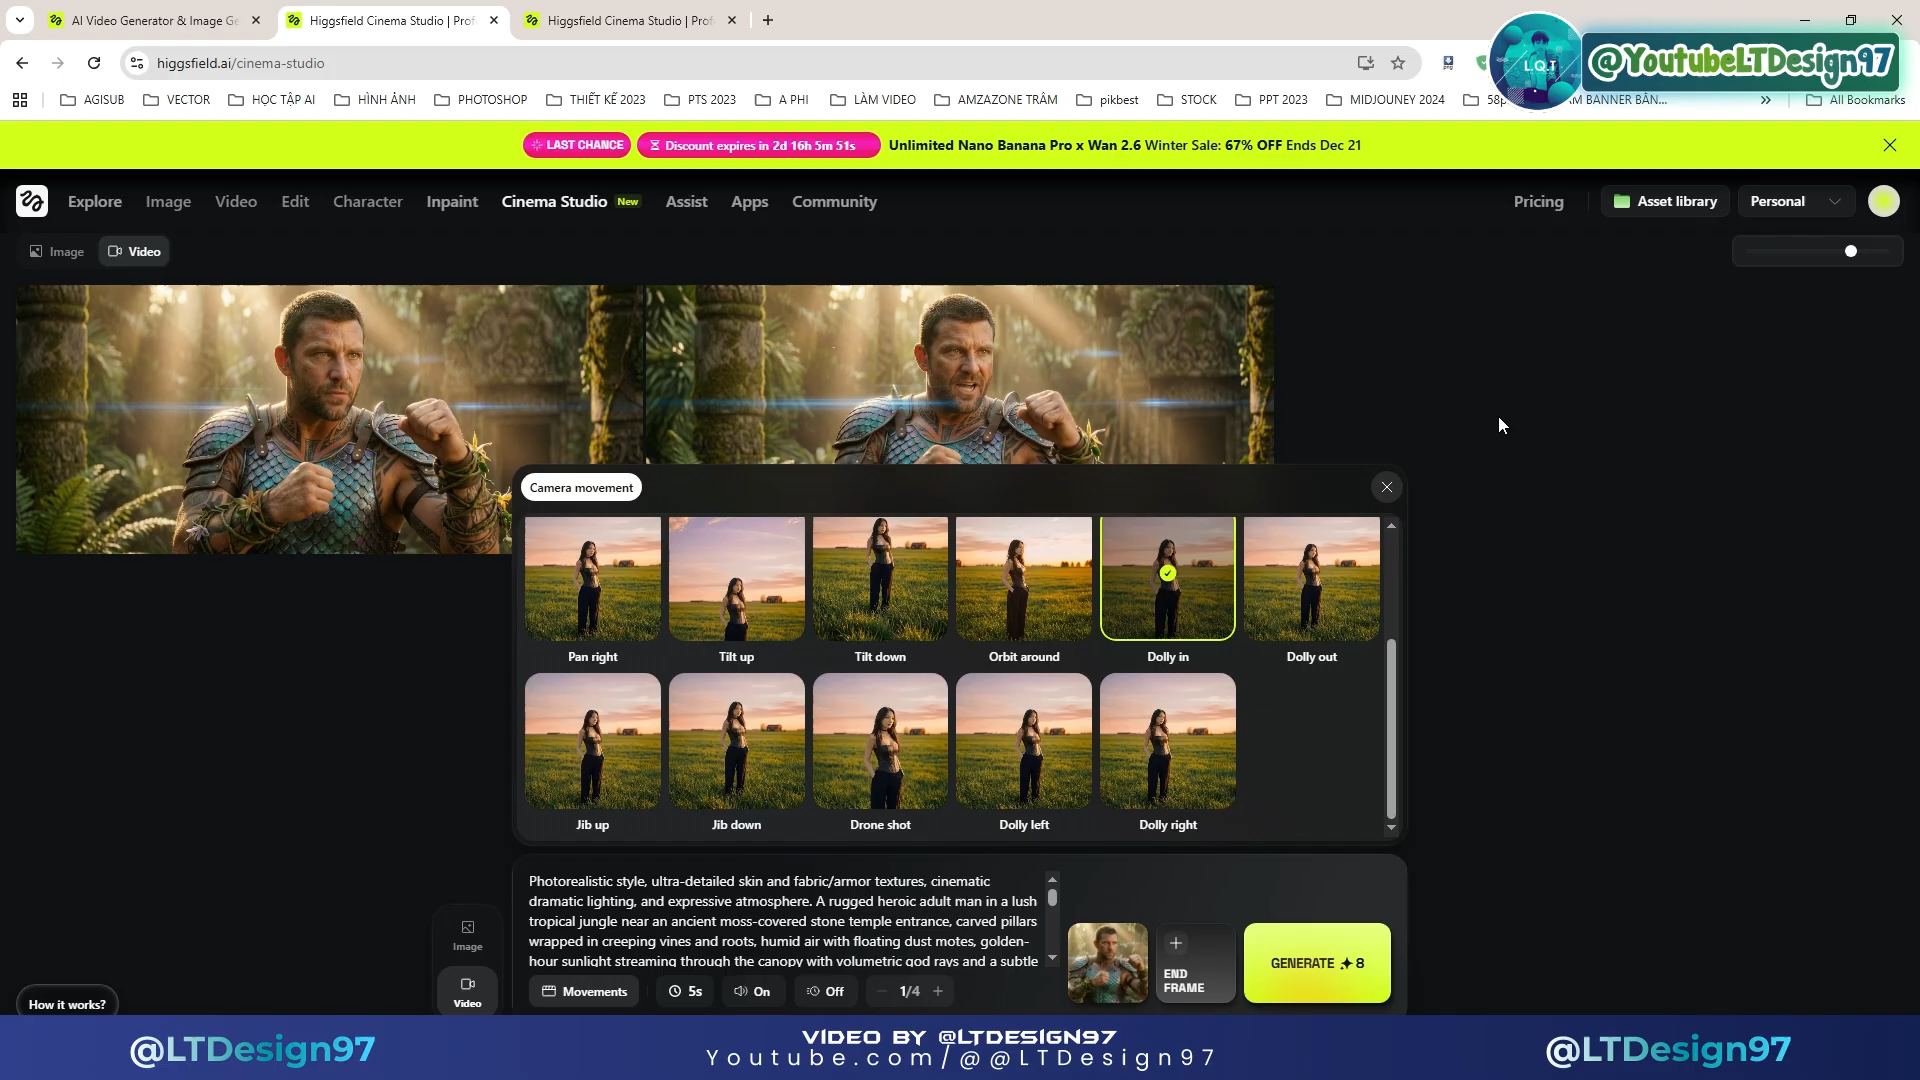 AI Video Generator & Image Ge
Higgsfield Cinema Studio | Prof
Higgsfield Cinema Studio | Prof
higgsfield.ai/cinema-studio
L.Q.T
@YoutubeLTDesign97
AGISUB
VECTOR
HỌC TẬP AI
HÌNH ẢNH
PHOTOSHOP
THIẾT KẾ 2023
PTS 2023
A PHI
LÀM VIDEO
AMZAZONE TRÂM
pikbest
STOCK
PPT 2023
MIDJOUNEY 2024
58p
M BANNER BÁN...
All Bookmarks
LAST CHANCE
Discount expires in 2d 16h 5m 51s
Unlimited Nano Banana Pro x Wan 2.6 Winter Sale: 67% OFF Ends Dec 21
Explore
Image
Video
Edit
Character
Inpaint
Cinema Studio
New
Assist
Apps
Community
Pricing
Asset library
Personal
Image
Video
Camera movement
Pan right
Tilt up
Tilt down
Orbit around
Dolly in
Dolly out
Jib up
Jib down
Drone shot
Dolly left
Dolly right
Photorealistic style, ultra-detailed skin and fabric/armor textures, cinematic
dramatic lighting, and expressive atmosphere. A rugged heroic adult man in a lush
tropical jungle near an ancient moss-covered stone temple entrance, carved pillars
wrapped in creeping vines and roots, humid air with floating dust motes, golden-
hour sunlight streaming through the canopy with volumetric god rays and a subtle
Image
Video
Movements
5s
On
Off
1/4
END
FRAME
GENERATE 8
How it works?
@LTDesign97
VIDEO BY @LTDESIGN97
Youtube.com/@@LTDesign97
@LTDesign97